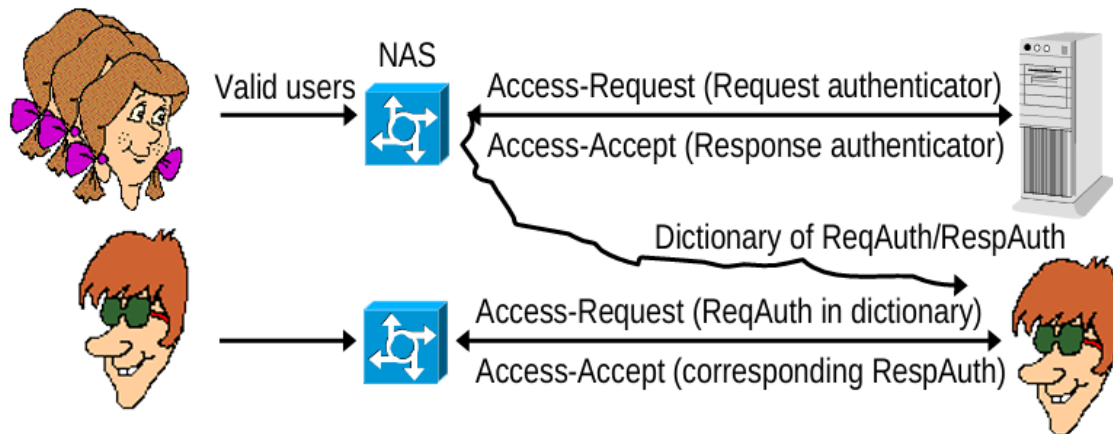 NAS
Valid users
Access-Request (Request authenticator)
Access-Accept (Response authenticator)
Dictionary of ReqAuth/RespAuth
Access-Request (ReqAuth in dictionary)
Access-Accept (corresponding RespAuth)